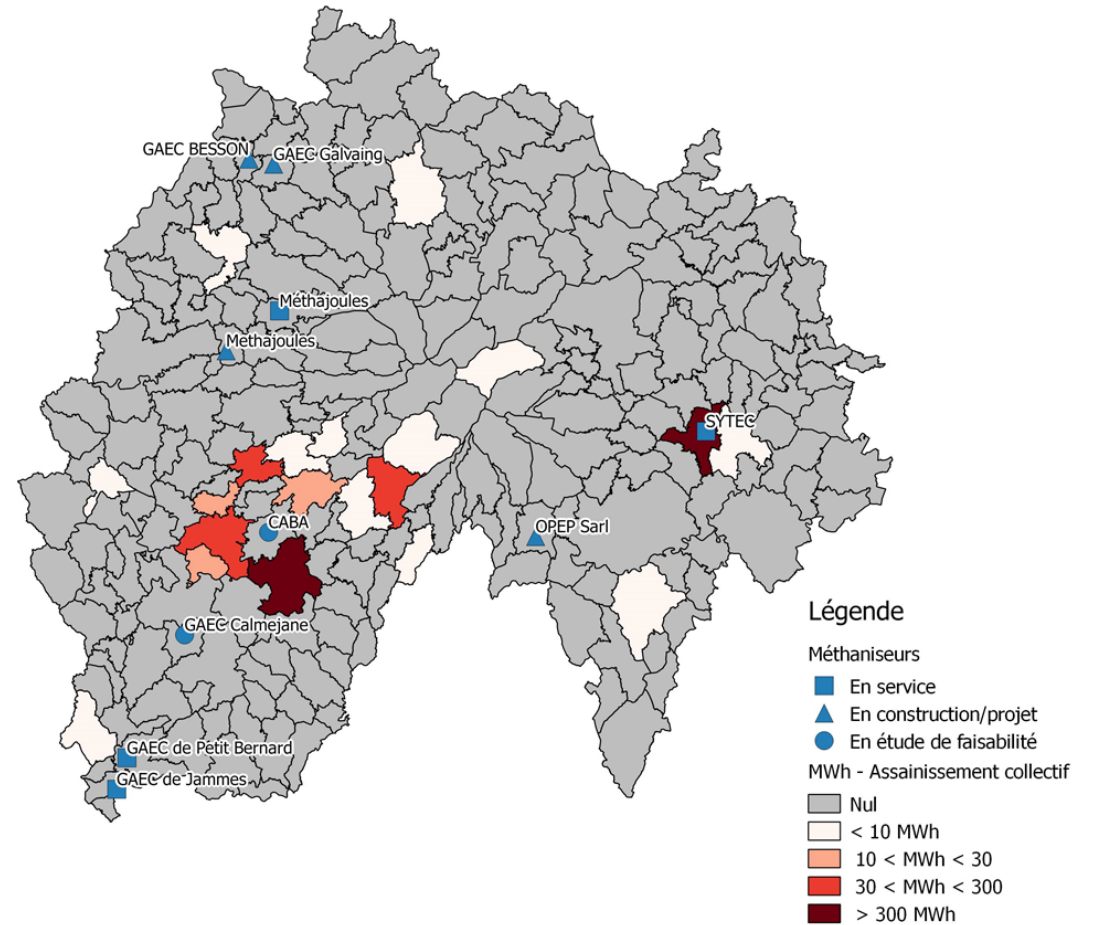 GAEC BESSON
GAEC Galvaing
Méthajoules
Methajoules
SYTEC
CABA
OPEP Sarl
GAEC Calmejane
GAEC de Petit Bernard
GAEC de Jammes
Légende
Méthaniseurs
En service
En construction/projet
En étude de faisabilité
MWh - Assainissement collectif
Nul
< 10 MWh
10 < MWh < 30
30 < MWh < 300
> 300 MWh